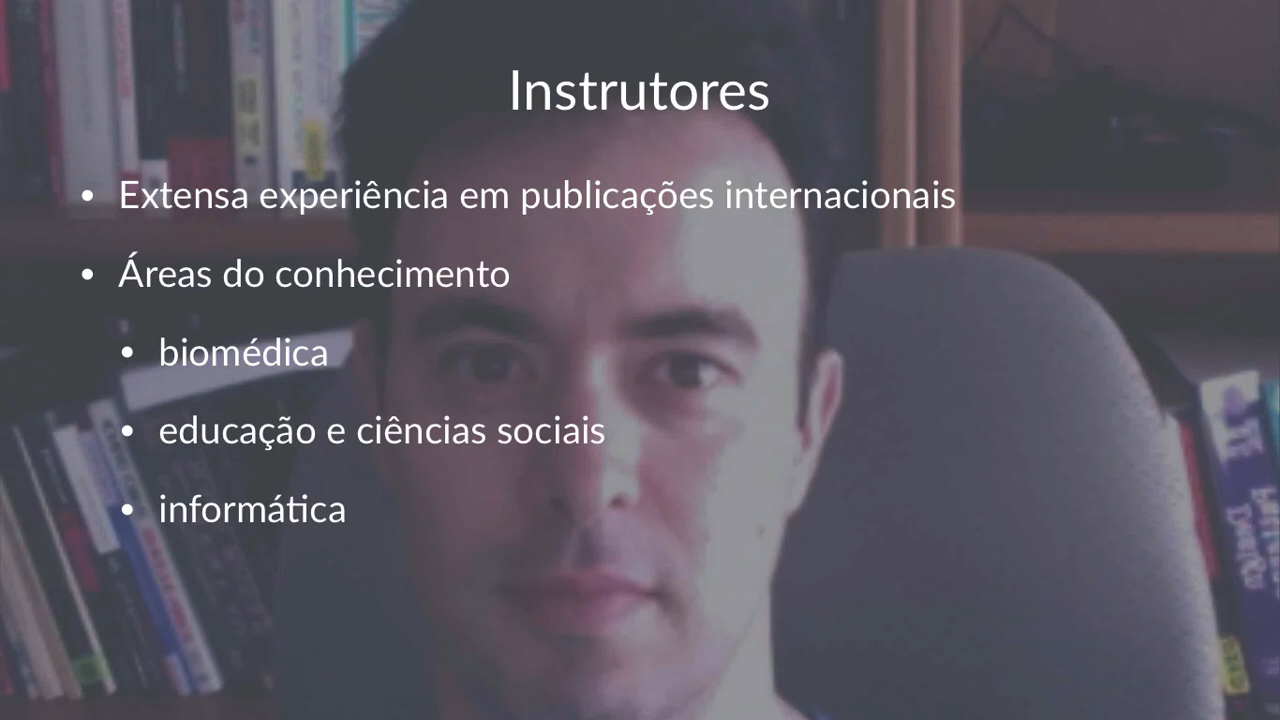 Instrutores
• Extensa experiência em publicações internacionais
• Áreas do conhecimento
• biomédica
• educação e ciências sociais
• informática